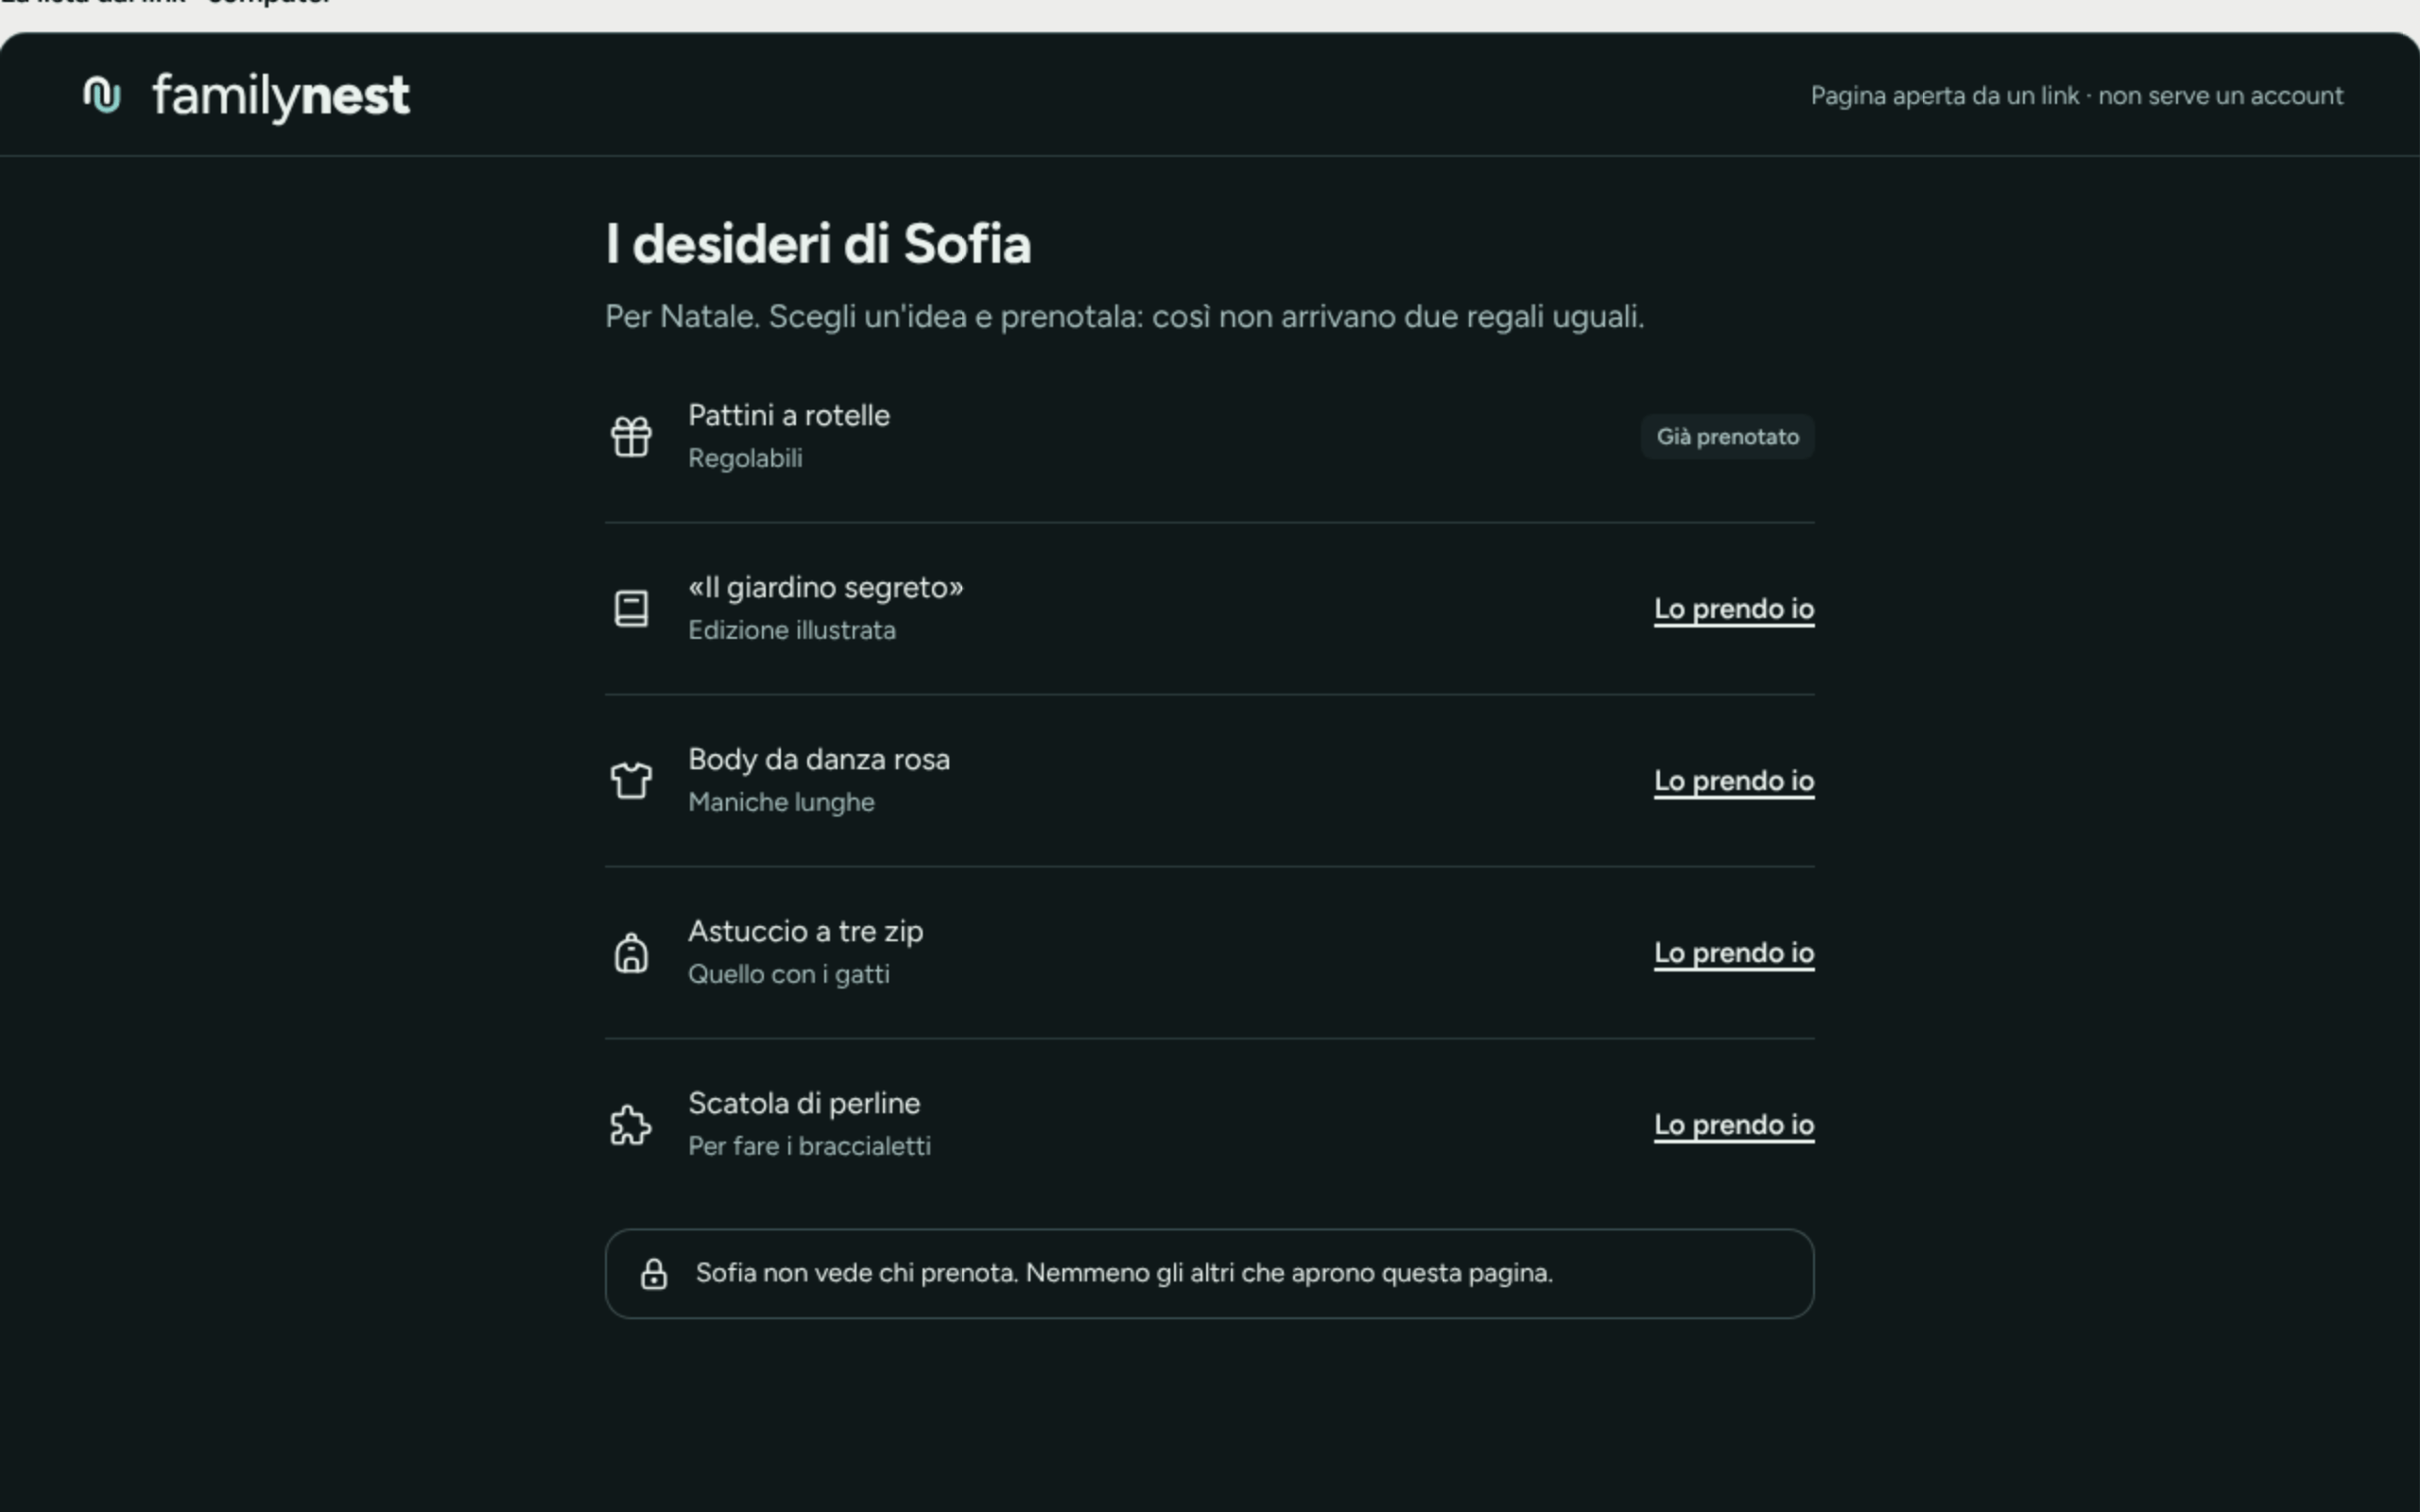 familynest
Pagina aperta da un link · non serve un account
I desideri di Sofia
Per Natale. Scegli un'idea e prenotala: così non arrivano due regali uguali.
Pattini a rotelle
Regolabili
Già prenotato
«Il giardino segreto»
Edizione illustrata
Lo prendo io
Body da danza rosa
Maniche lunghe
Lo prendo io
Astuccio a tre zip
Quello con i gatti
Lo prendo io
Scatola di perline
Per fare i braccialetti
Lo prendo io
Sofia non vede chi prenota. Nemmeno gli altri che aprono questa pagina.